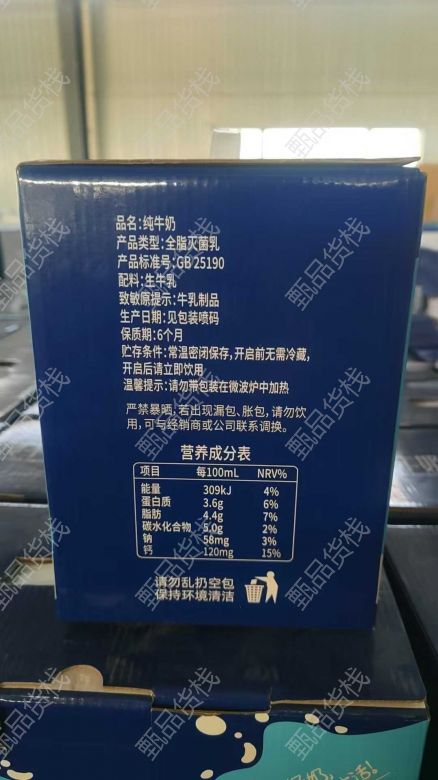 品名:纯牛奶
产品类型:全脂灭菌乳
产品标准号:GB 25190
配料:生牛乳
致敏原提示:牛乳制品
生产日期:见包装喷码
保质期:6个月
贮存条件:常温密闭保存,开启前无需冷藏,
开启后请立即饮用
温馨提示:请勿带包装在微波炉中加热
严禁暴晒,若出现漏包、胀包,请勿饮
用,可与经销商或公司联系调换。
营养成分表
项目 每100mL NRV%
能量 309kJ 4%
蛋白质 3.6g 6%
脂肪 4.4g 7%
碳水化合物 5.0g 2%
钠 58mg 3%
钙 120mg 15%
请勿乱扔空包
保持环境清洁
甄品货栈